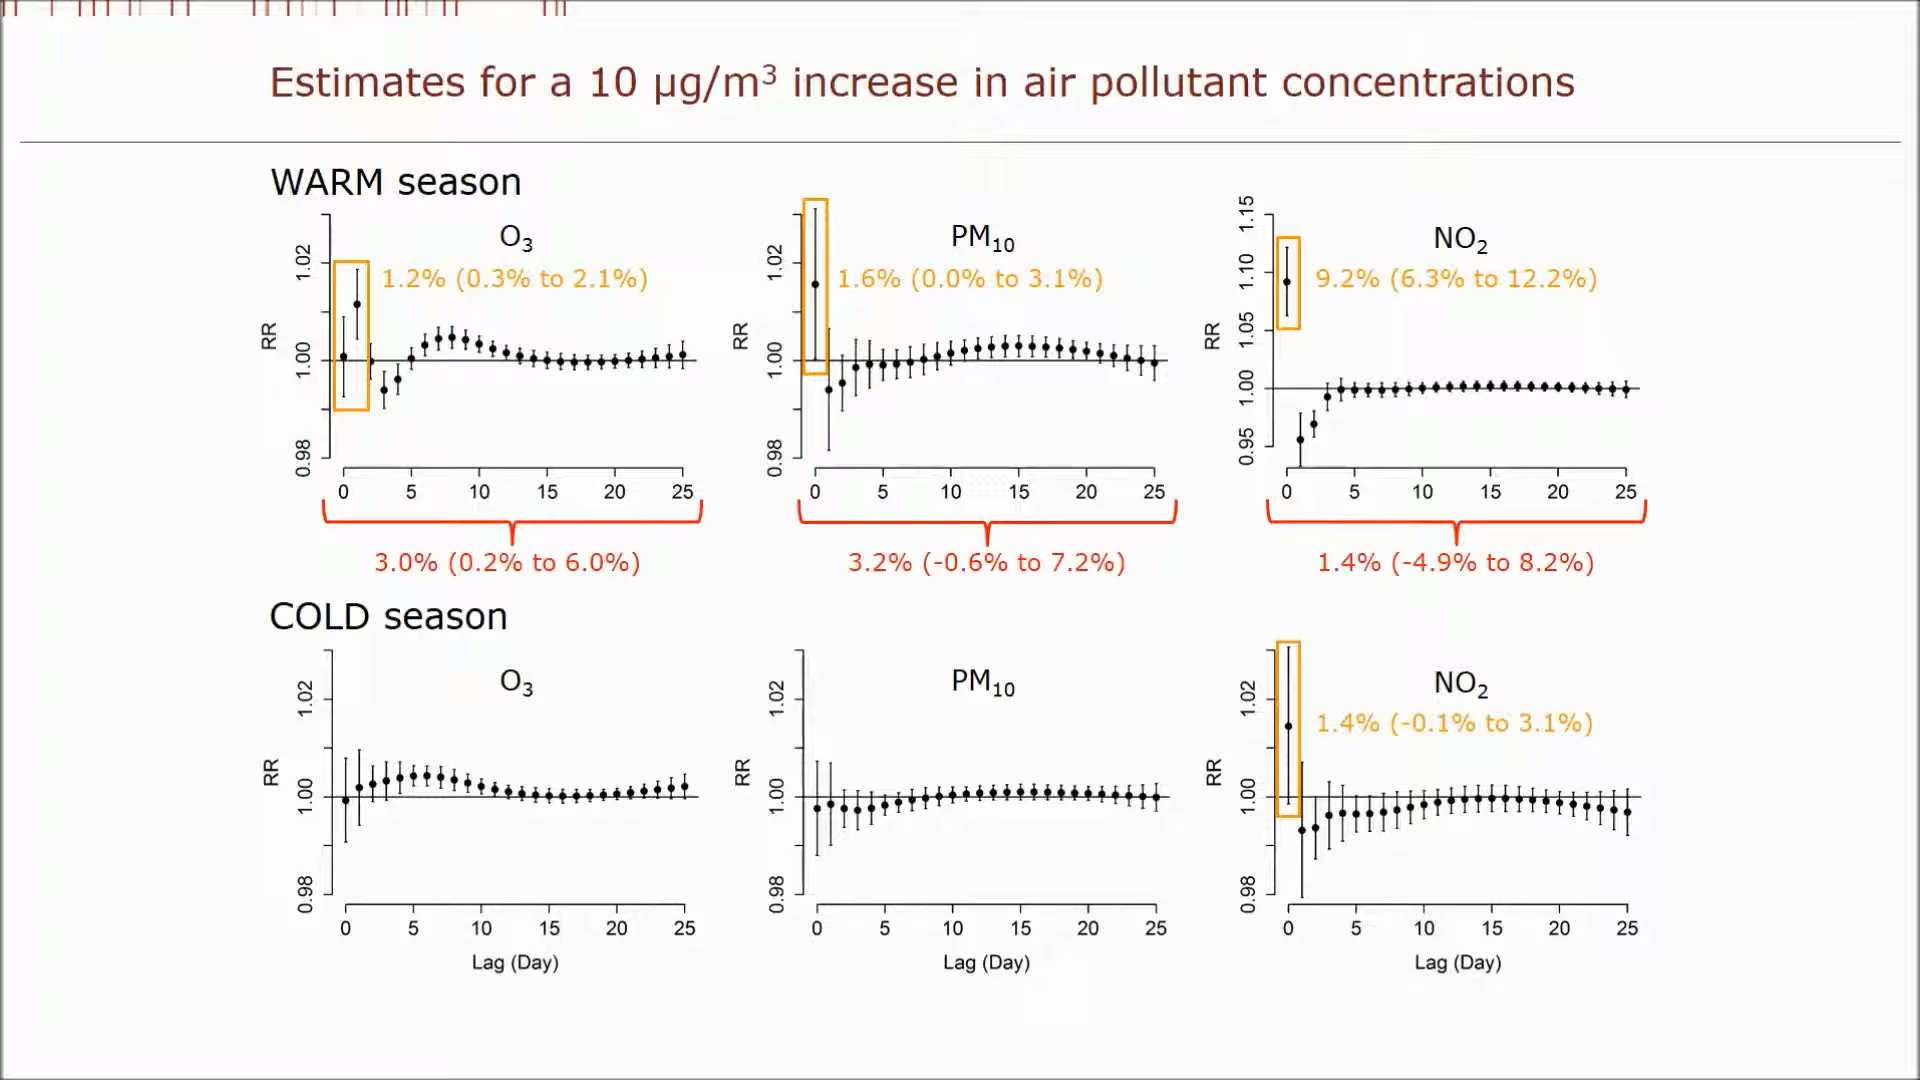 Estimates for a 10 µg/m³ increase in air pollutant concentrations
WARM season
O₃
1.2% (0.3% to 2.1%)
RR
1.02
1.00
0.98
0 5 10 15 20 25
3.0% (0.2% to 6.0%)
PM₁₀
1.6% (0.0% to 3.1%)
RR
1.02
1.00
0.98
0 5 10 15 20 25
3.2% (-0.6% to 7.2%)
NO₂
9.2% (6.3% to 12.2%)
RR
1.15
1.10
1.05
1.00
0.95
0 5 10 15 20 25
1.4% (-4.9% to 8.2%)
COLD season
O₃
RR
1.02
1.00
0.98
0 5 10 15 20 25
Lag (Day)
PM₁₀
RR
1.02
1.00
0.98
0 5 10 15 20 25
Lag (Day)
NO₂
1.4% (-0.1% to 3.1%)
RR
1.02
1.00
0.98
0 5 10 15 20 25
Lag (Day)